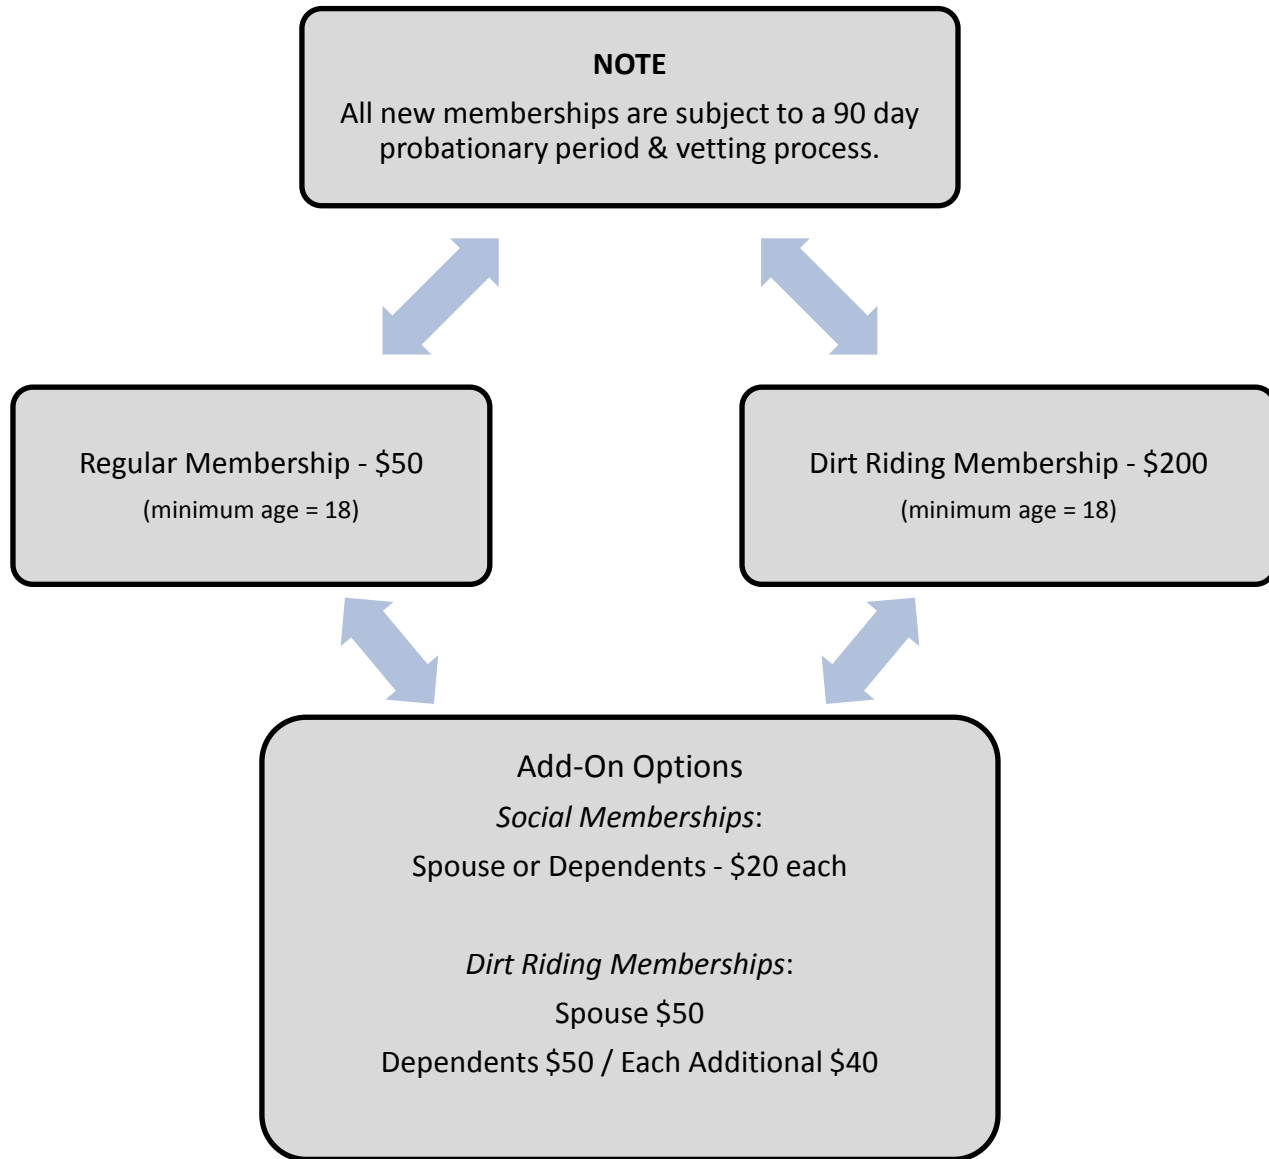 NOTE
All new memberships are subject to a 90 day
probationary period & vetting process.
Regular Membership - $50
(minimum age = 18)
Dirt Riding Membership - $200
(minimum age = 18)
Add-On Options
Social Memberships:
Spouse or Dependents - $20 each
Dirt Riding Memberships:
Spouse $50
Dependents $50 / Each Additional $40